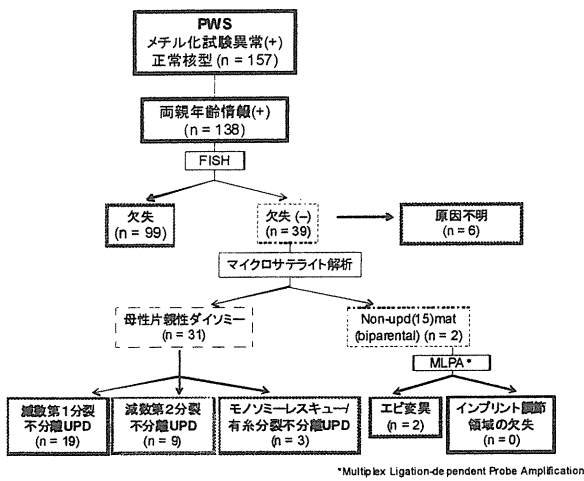 PWS
メチル化試験異常(+)
正常核型 (n = 157)
両親年齢情報(+)
(n = 138)
FISH
欠失
(n = 99)
欠失 (–)
(n = 39)
原因不明
(n = 6)
マイクロサテライト解析
母性片親性ダイソミー
(n = 31)
Non-upd(15)mat
(biparental) (n = 2)
MLPA *
減数第1分裂
不分離UPD
(n = 19)
減数第2分裂
不分離UPD
(n = 9)
モノソミーレスキュー/
有糸分裂不分離UPD
(n = 3)
エピ変異
(n = 2)
インプリント調節
領域の欠失
(n = 0)
*Multiplex Ligation-dependent Probe Amplification